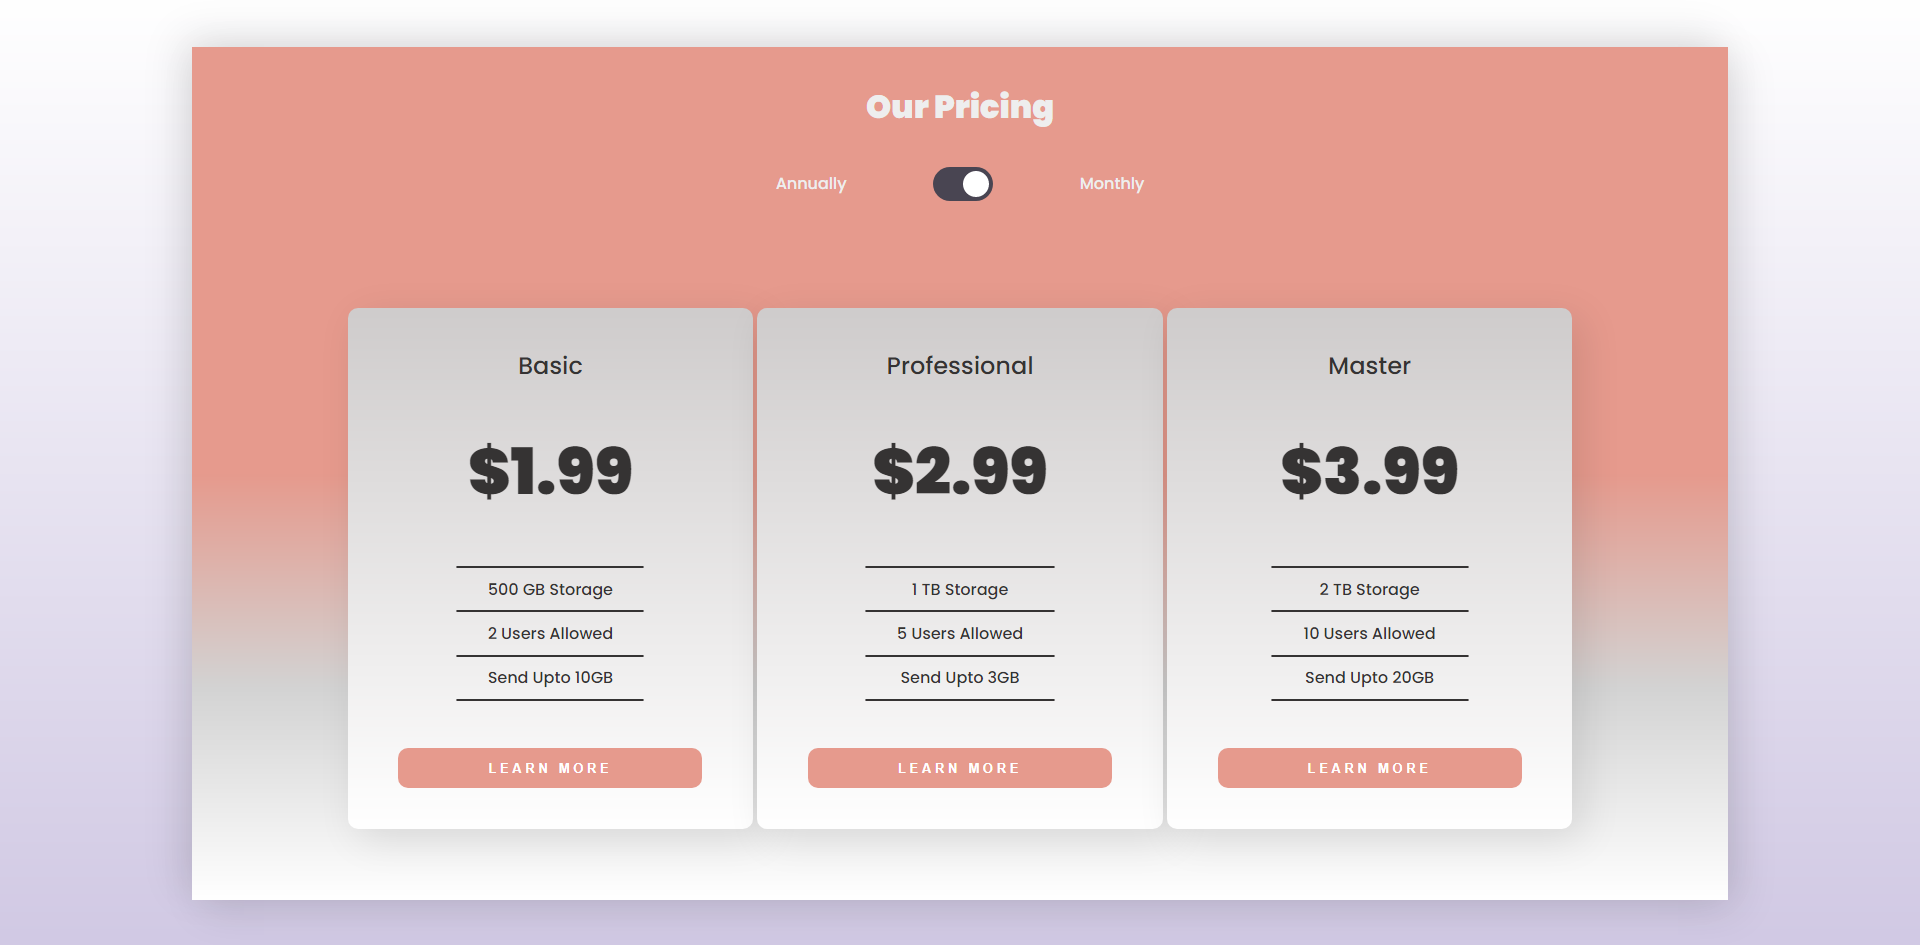 Our Pricing
Annually Monthly
Basic
$1.99
500 GB Storage
2 Users Allowed
Send Upto 10GB
LEARN MORE
Professional
$2.99
1 TB Storage
5 Users Allowed
Send Upto 3GB
LEARN MORE
Master
$3.99
2 TB Storage
10 Users Allowed
Send Upto 20GB
LEARN MORE